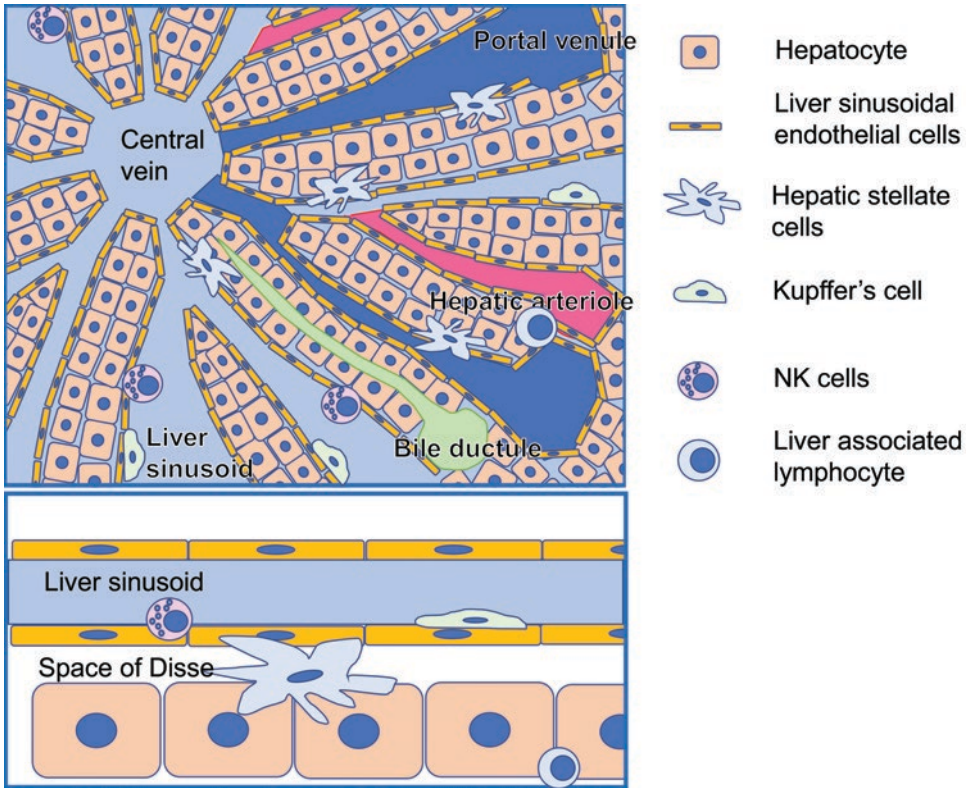 Portal venule
Central
vein
Hepatic arteriole
Liver
sinusoid
Bile ductule
Liver sinusoid
Space of Disse
Hepatocyte
Liver sinusoidal
endothelial cells
Hepatic stellate
cells
Kupffer's cell
NK cells
Liver associated
lymphocyte